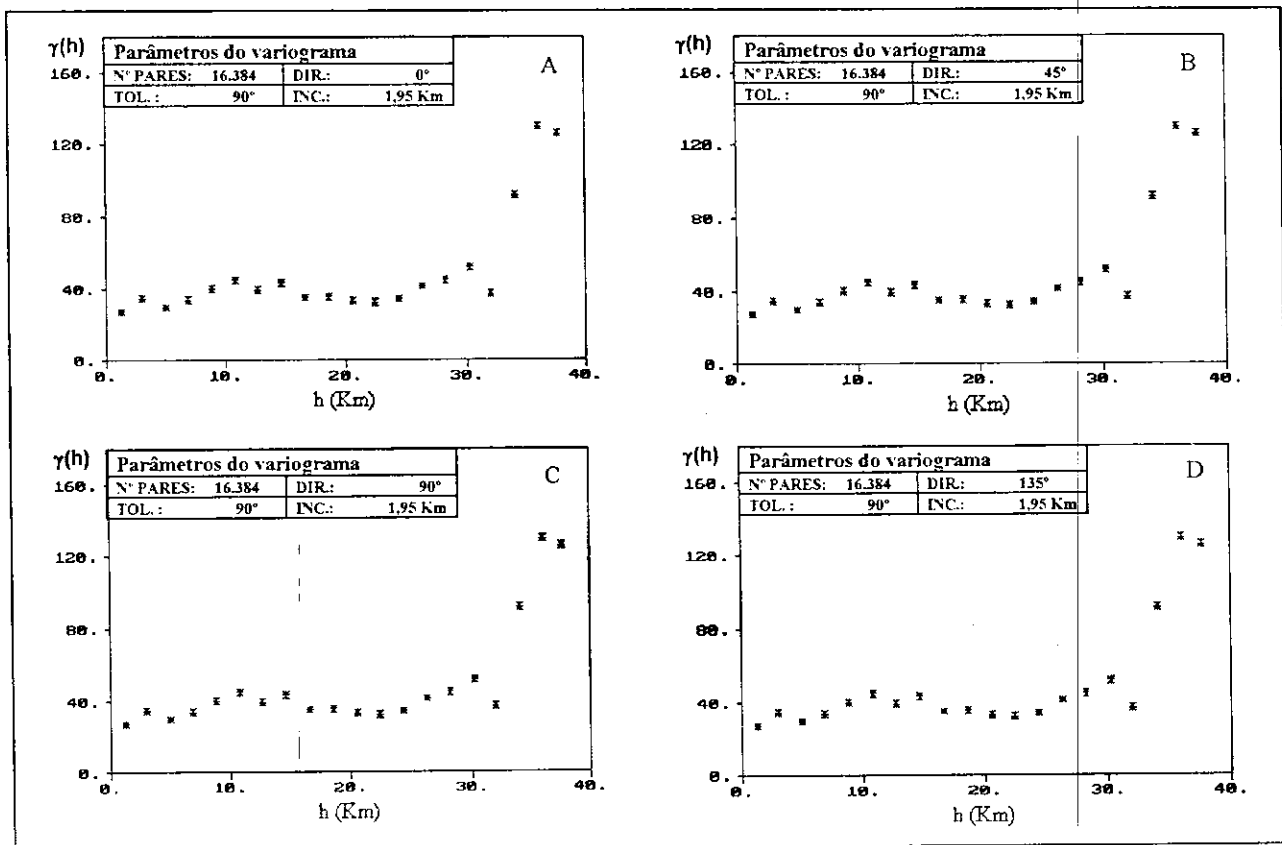 γ(h)
Parâmetros do variograma
Nº PARES: 16.384 DIR.: 0°
TOL. : 90° INC.: 1,95 Km
A
160.
120.
80.
40.
0.
0. 10. 20. 30. 40.
h (Km)
γ(h)
Parâmetros do variograma
Nº PARES: 16.384 DIR.: 45°
TOL. : 90° INC.: 1,95 Km
B
160.
120.
80.
40.
0.
0. 10. 20. 30. 40.
h (Km)
γ(h)
Parâmetros do variograma
Nº PARES: 16.384 DIR.: 90°
TOL. : 90° INC.: 1,95 Km
C
160.
120.
80.
40.
0.
0. 10. 20. 30. 40.
h (Km)
γ(h)
Parâmetros do variograma
Nº PARES: 16.384 DIR.: 135°
TOL. : 90° INC.: 1,95 Km
D
160.
120.
80.
40.
0.
0. 10. 20. 30. 40.
h (Km)